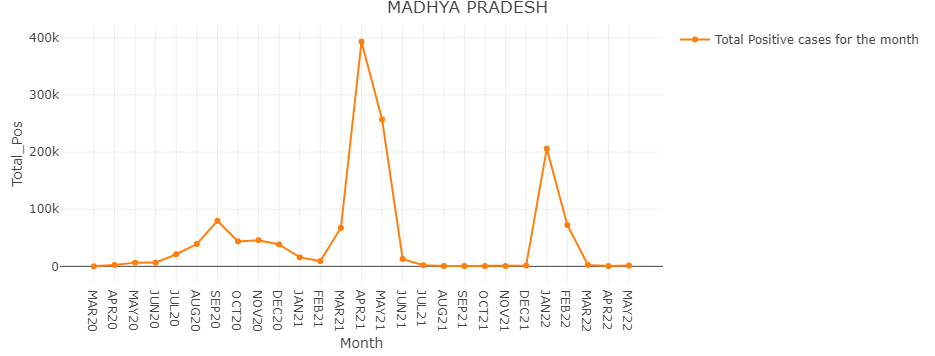 MADHYA PRADESH
Total Positive cases for the month
400k
300k
200k
100k
0
Total_Pos
MAR20
APR20
MAY20
JUN20
JUL20
AUG20
SEP20
OCT20
NOV20
DEC20
JAN21
FEB21
MAR21
APR21
MAY21
JUN21
JUL21
AUG21
SEP21
OCT21
NOV21
DEC21
JAN22
FEB22
MAR22
APR22
MAY22
Month